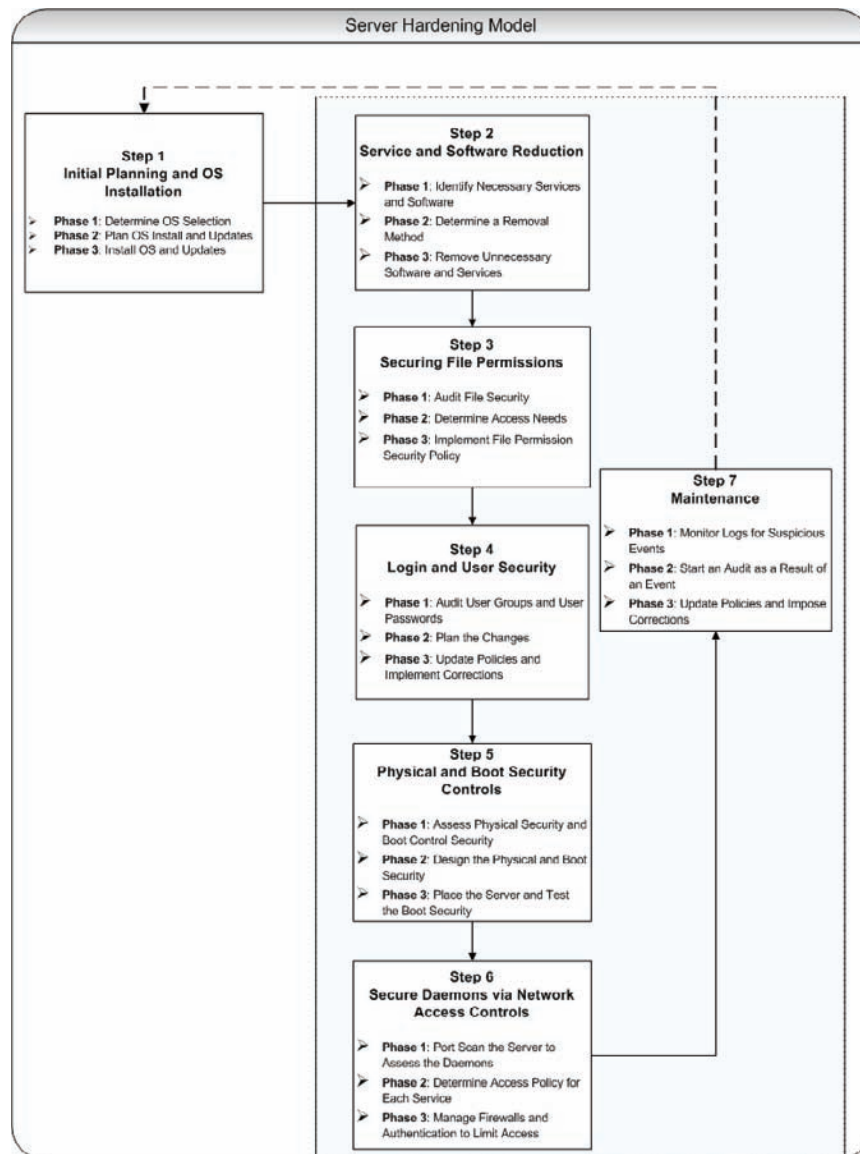 Server Hardening Model
Step 1
Initial Planning and OS
Installation
Phase 1: Determine OS Selection
Phase 2: Plan OS Install and Updates
Phase 3: Install OS and Updates
Step 2
Service and Software Reduction
Phase 1: Identify Necessary Services
and Software
Phase 2: Determine a Removal
Method
Phase 3: Remove Unnecessary
Software and Services
Step 3
Securing File Permissions
Phase 1: Audit File Security
Phase 2: Determine Access Needs
Phase 3: Implement File Permission
Security Policy
Step 4
Login and User Security
Phase 1: Audit User Groups and User
Passwords
Phase 2: Plan the Changes
Phase 3: Update Policies and
Implement Corrections
Step 5
Physical and Boot Security
Controls
Phase 1: Assess Physical Security and
Boot Control Security
Phase 2: Design the Physical and Boot
Security
Phase 3: Place the Server and Test
the Boot Security
Step 6
Secure Daemons via Network
Access Controls
Phase 1: Port Scan the Server to
Assess the Daemons
Phase 2: Determine Access Policy for
Each Service
Phase 3: Manage Firewalls and
Authentication to Limit Access
Step 7
Maintenance
Phase 1: Monitor Logs for Suspicious
Events
Phase 2: Start an Audit as a Result of
an Event
Phase 3: Update Policies and Impose
Corrections